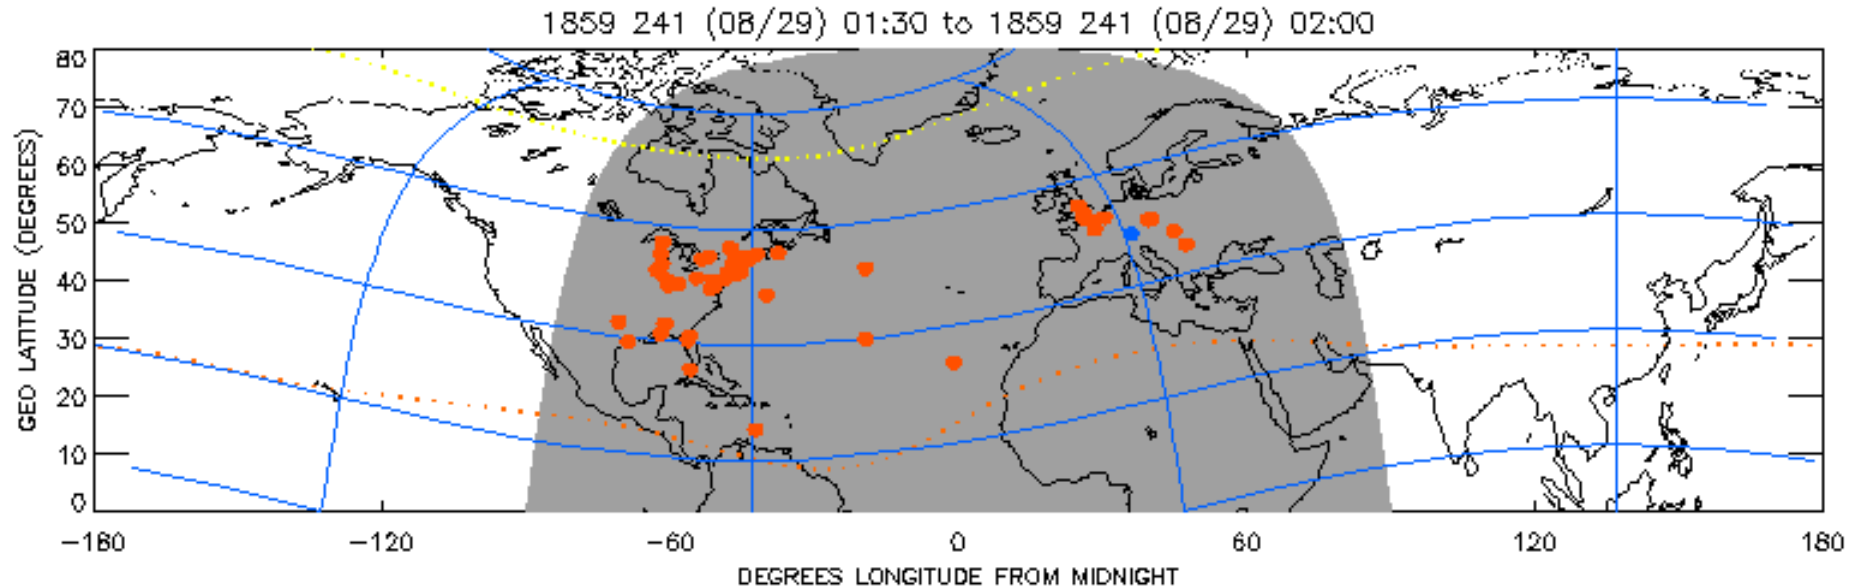 1859 241 (08/29) 01:30 to 1859 241 (08/29) 02:00
80
70
60
50
40
30
20
10
0
GEO LATITUDE (DEGREES)
−180 −120 −60 0 60 120 180
DEGREES LONGITUDE FROM MIDNIGHT